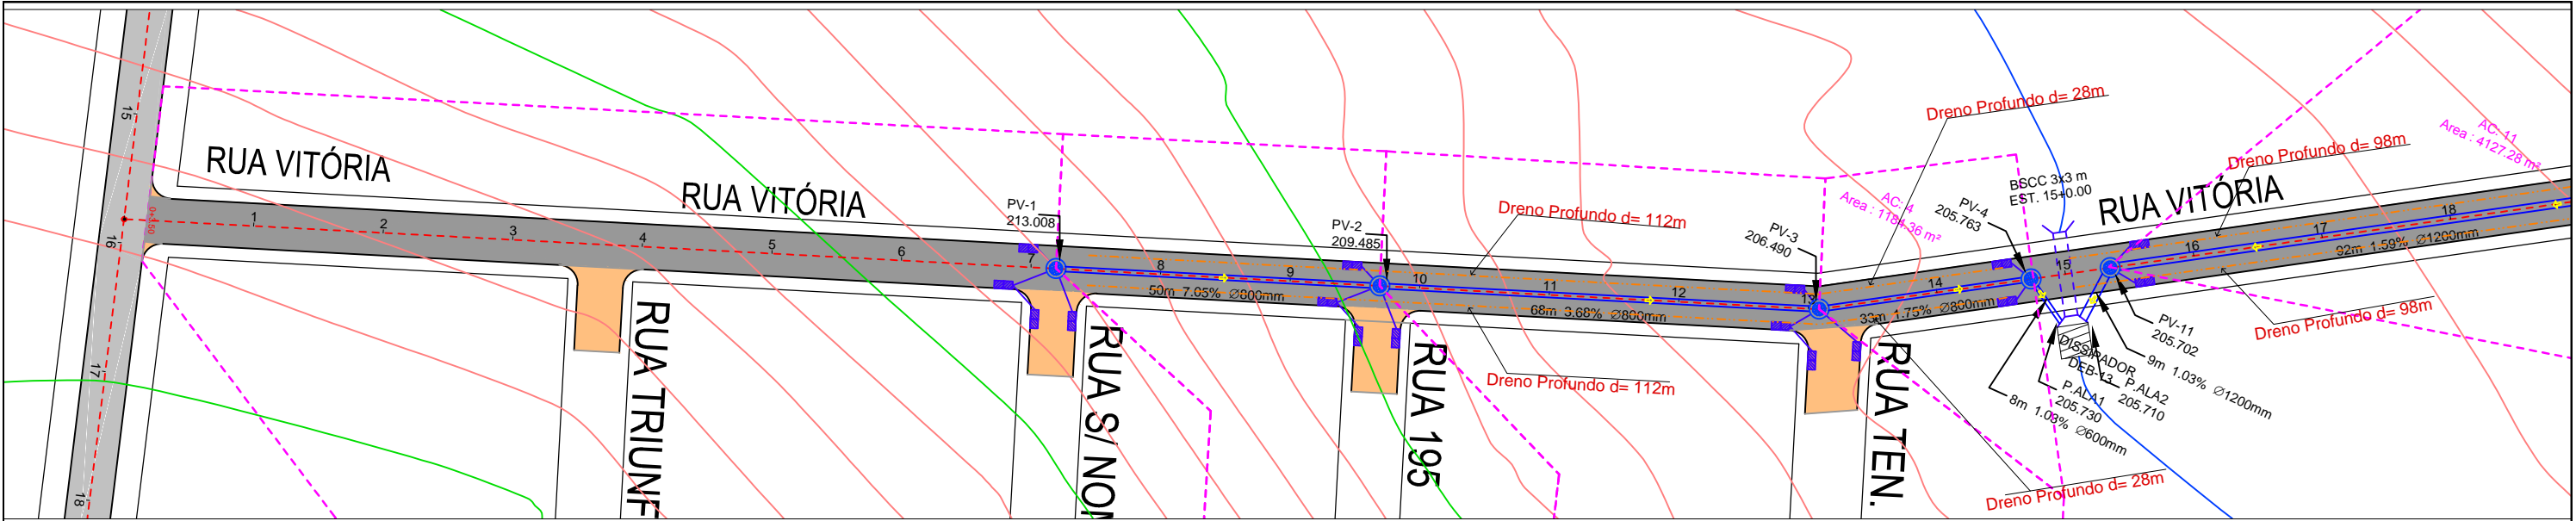 15
16
17
18
0+3.50
RUA VITÓRIA
1
2
3
4
5
6
7
8
9
10
11
12
13
14
15
16
17
18
RUA VITÓRIA
RUA TRIUNF
PV-1
213.008
50m 7.05% Ø800mm
RUA S/ NOM
PV-2
209.485
Dreno Profundo d= 112m
68m 3.68% Ø800mm
Dreno Profundo d= 112m
RUA 195
PV-3
206.490
AC: 4
Area : 1184.36 m²
Dreno Profundo d= 28m
33m 1.75% Ø800mm
RUA TEN.
Dreno Profundo d= 28m
PV-4
205.763
BSCC 3x3 m
EST. 15+0.00
RUA VITÓRIA
Dreno Profundo d= 98m
AC: 11
Area : 4127.28 m²
92m 1.59% Ø1200mm
Dreno Profundo d= 98m
PV-11
205.702
9m 1.03% Ø1200mm
DISSIPADOR
DEB-13
P.ALA2
205.710
P.ALA1
205.730
8m 1.03% Ø600mm